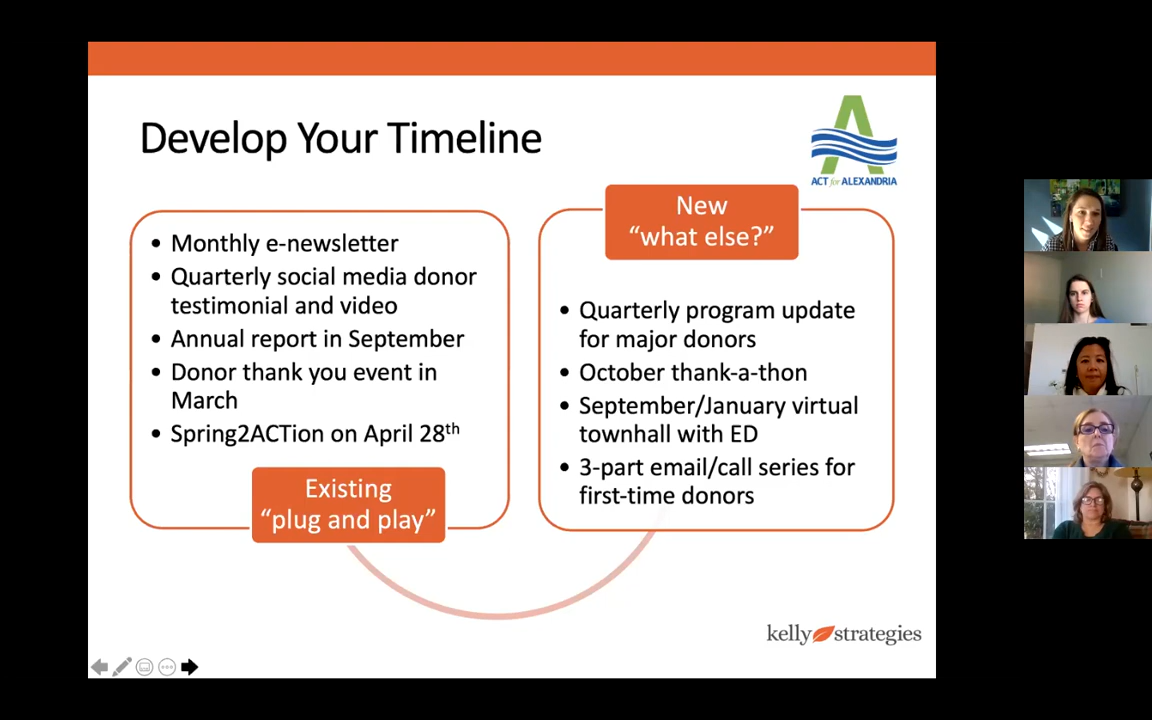 Develop Your Timeline
ACT for ALEXANDRIA
• Monthly e-newsletter
• Quarterly social media donor
testimonial and video
• Annual report in September
• Donor thank you event in
March
• Spring2ACTion on April 28th
Existing
“plug and play”
New
“what else?”
• Quarterly program update
for major donors
• October thank-a-thon
• September/January virtual
townhall with ED
• 3-part email/call series for
first-time donors
kelly strategies